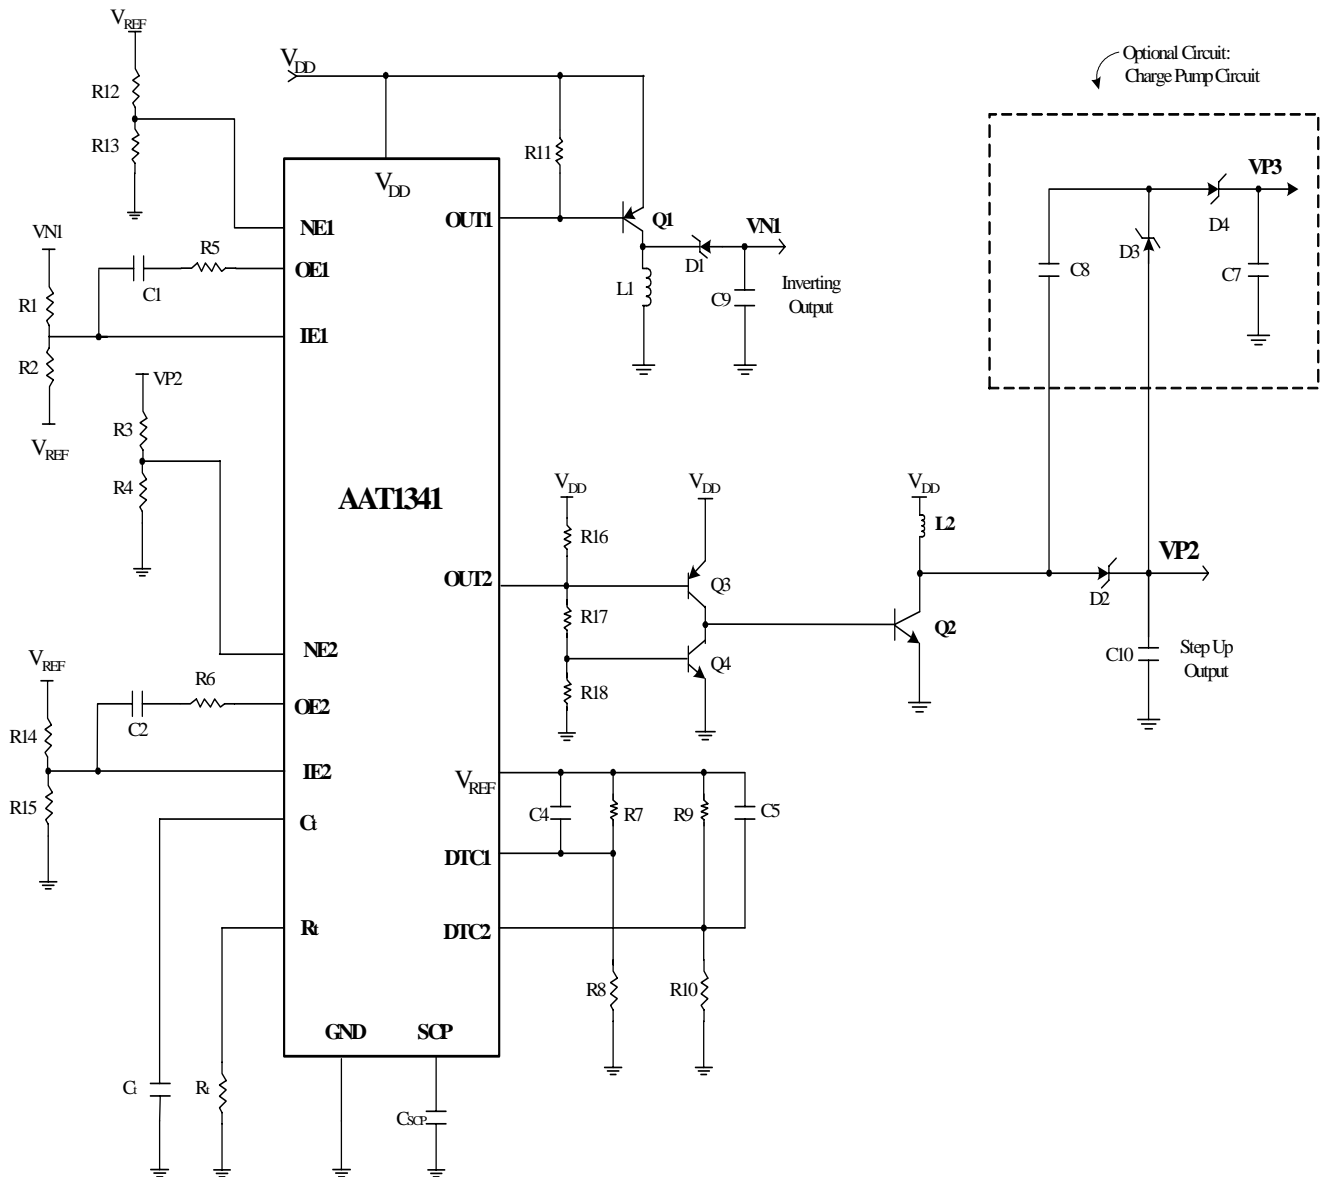 VREF
VDD
Optional Circuit:
Charge Pump Circuit
R12
R13
R11
VDD
NE1
OUT1
Q1
VN1
D1
L1
C9
Inverting
Output
VP3
D4
D3
C8
C7
VN1
R5
OE1
C1
R1
IE1
R2
VREF
VP2
R3
R4
AAT1341
VDD
VDD
VDD
R16
L2
OUT2
Q3
R17
VP2
D2
Q2
NE2
Q4
R18
C10
Step Up
Output
VREF
R6
OE2
C2
R14
IE2
R15
VREF
C4
R7
R9
C5
Ct
DTC1
Rt
DTC2
R8
R10
GND
SCP
Ct
Rt
CSCP